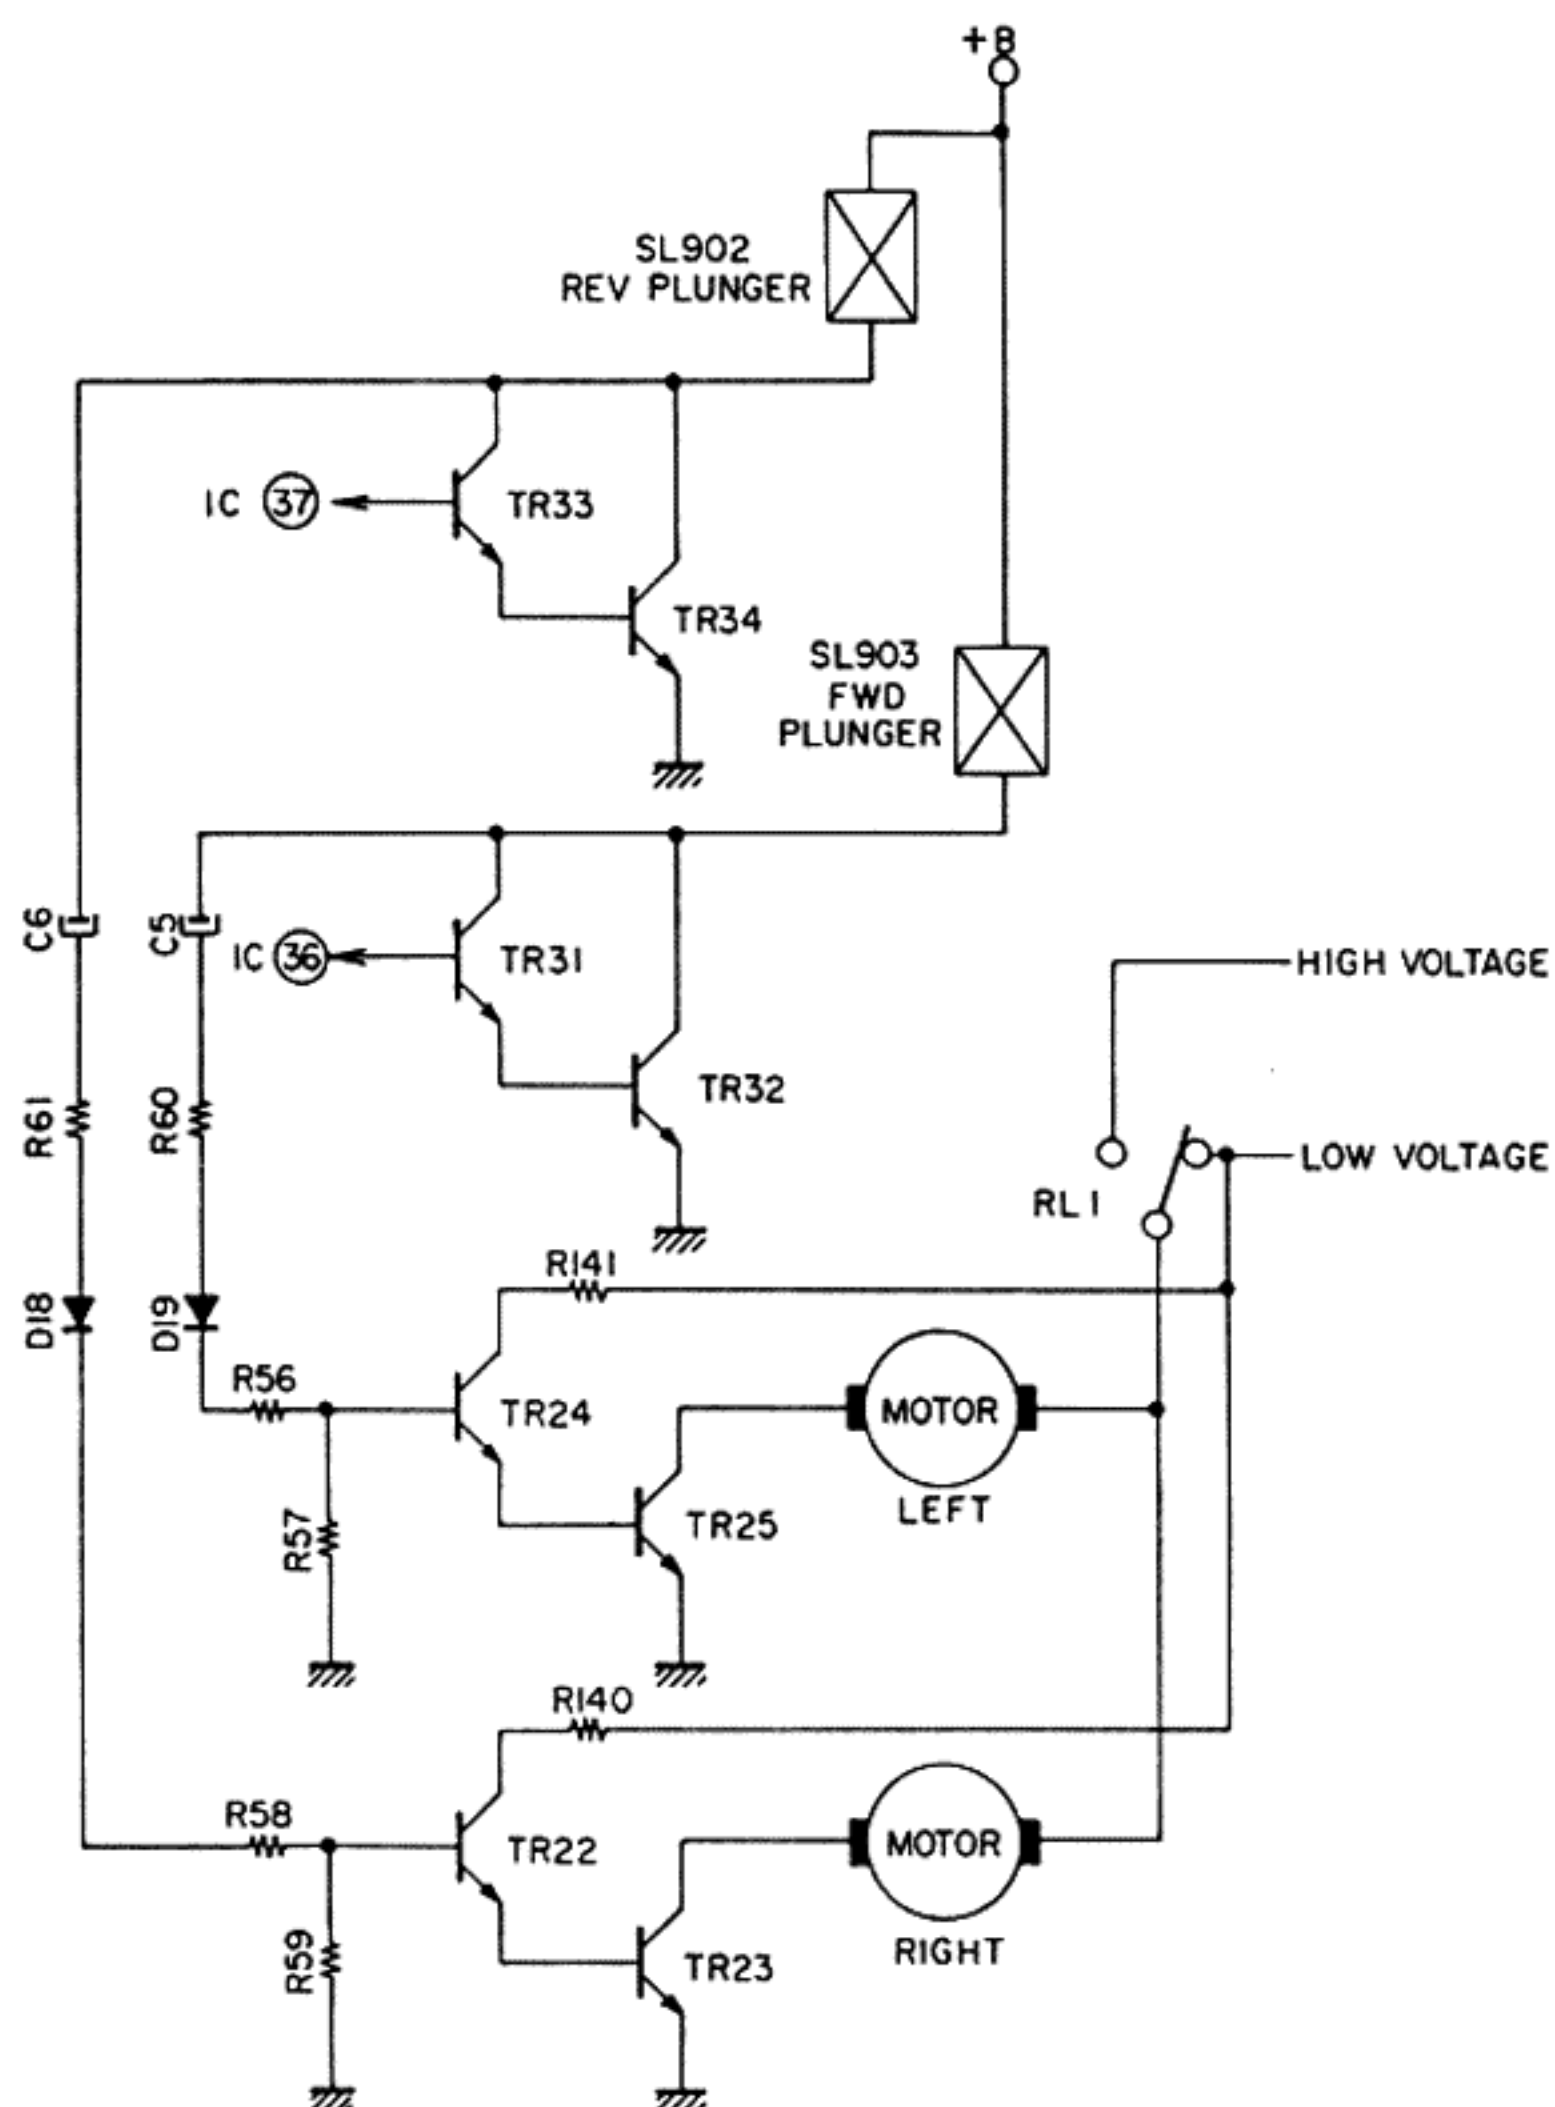 +B
SL902
REV PLUNGER
IC 37
TR33
TR34
SL903
FWD
PLUNGER
C6
C5
IC 36
TR31
HIGH VOLTAGE
R61
R60
TR32
LOW VOLTAGE
RL1
R141
D18
D19
R56
TR24
MOTOR
LEFT
R57
TR25
R140
R58
TR22
MOTOR
RIGHT
R59
TR23